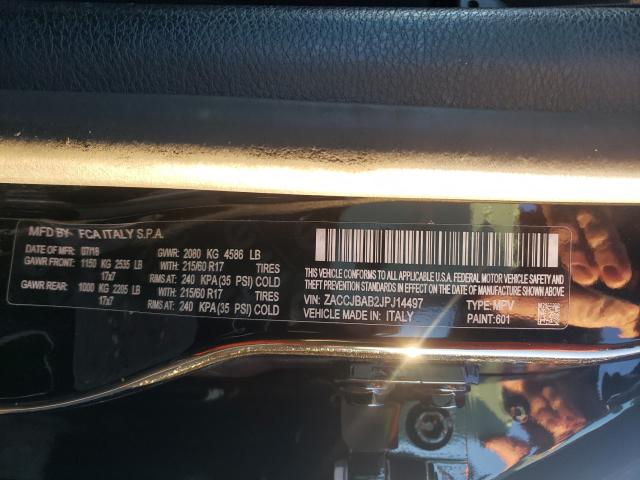 MFD BY FCA ITALY S.P.A.
DATE OF MFD: 07/18 GVWR: 2080 KG 4586 LB
GAWR FRONT: 1150 KG 2535 LB WITH: 215/60 R17 TIRES
17x7 RIMS AT: 240 KPA(35 PSI) COLD
GAWR REAR: 1000 KG 2205 LB WITH: 215/60 R17 TIRES
17x7 RIMS AT: 240 KPA(35 PSI) COLD
THIS VEHICLE CONFORMS TO ALL APPLICABLE U.S.A. FEDERAL MOTOR VEHICLE SAFETY, BUMPER, AND THEFT
PREVENTION STANDARDS IN EFFECT ON THE DATE OF MANUFACTURE SHOWN ABOVE
VIN: ZACCJBAB2JPJ14497 TYPE: MPV
VEHICLE MADE IN: ITALY PAINT: 601